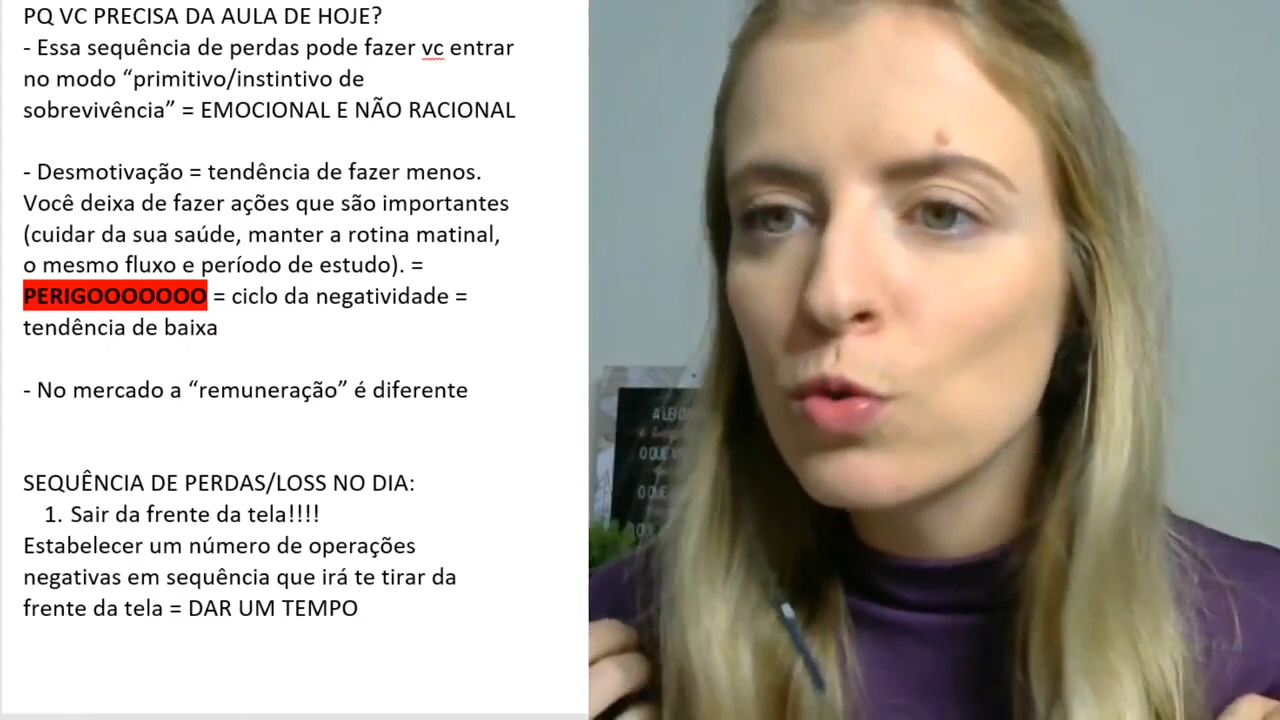 PQ VC PRECISA DA AULA DE HOJE?
- Essa sequência de perdas pode fazer vc entrar
no modo “primitivo/instintivo de
sobrevivência” = EMOCIONAL E NÃO RACIONAL
- Desmotivação = tendência de fazer menos.
Você deixa de fazer ações que são importantes
(cuidar da sua saúde, manter a rotina matinal,
o mesmo fluxo e período de estudo). =
PERIGOOOOOOO = ciclo da negatividade =
tendência de baixa
- No mercado a “remuneração” é diferente
SEQUÊNCIA DE PERDAS/LOSS NO DIA:
1. Sair da frente da tela!!!!
Estabelecer um número de operações
negativas em sequência que irá te tirar da
frente da tela = DAR UM TEMPO
A LEI D
O QUE
O QUE